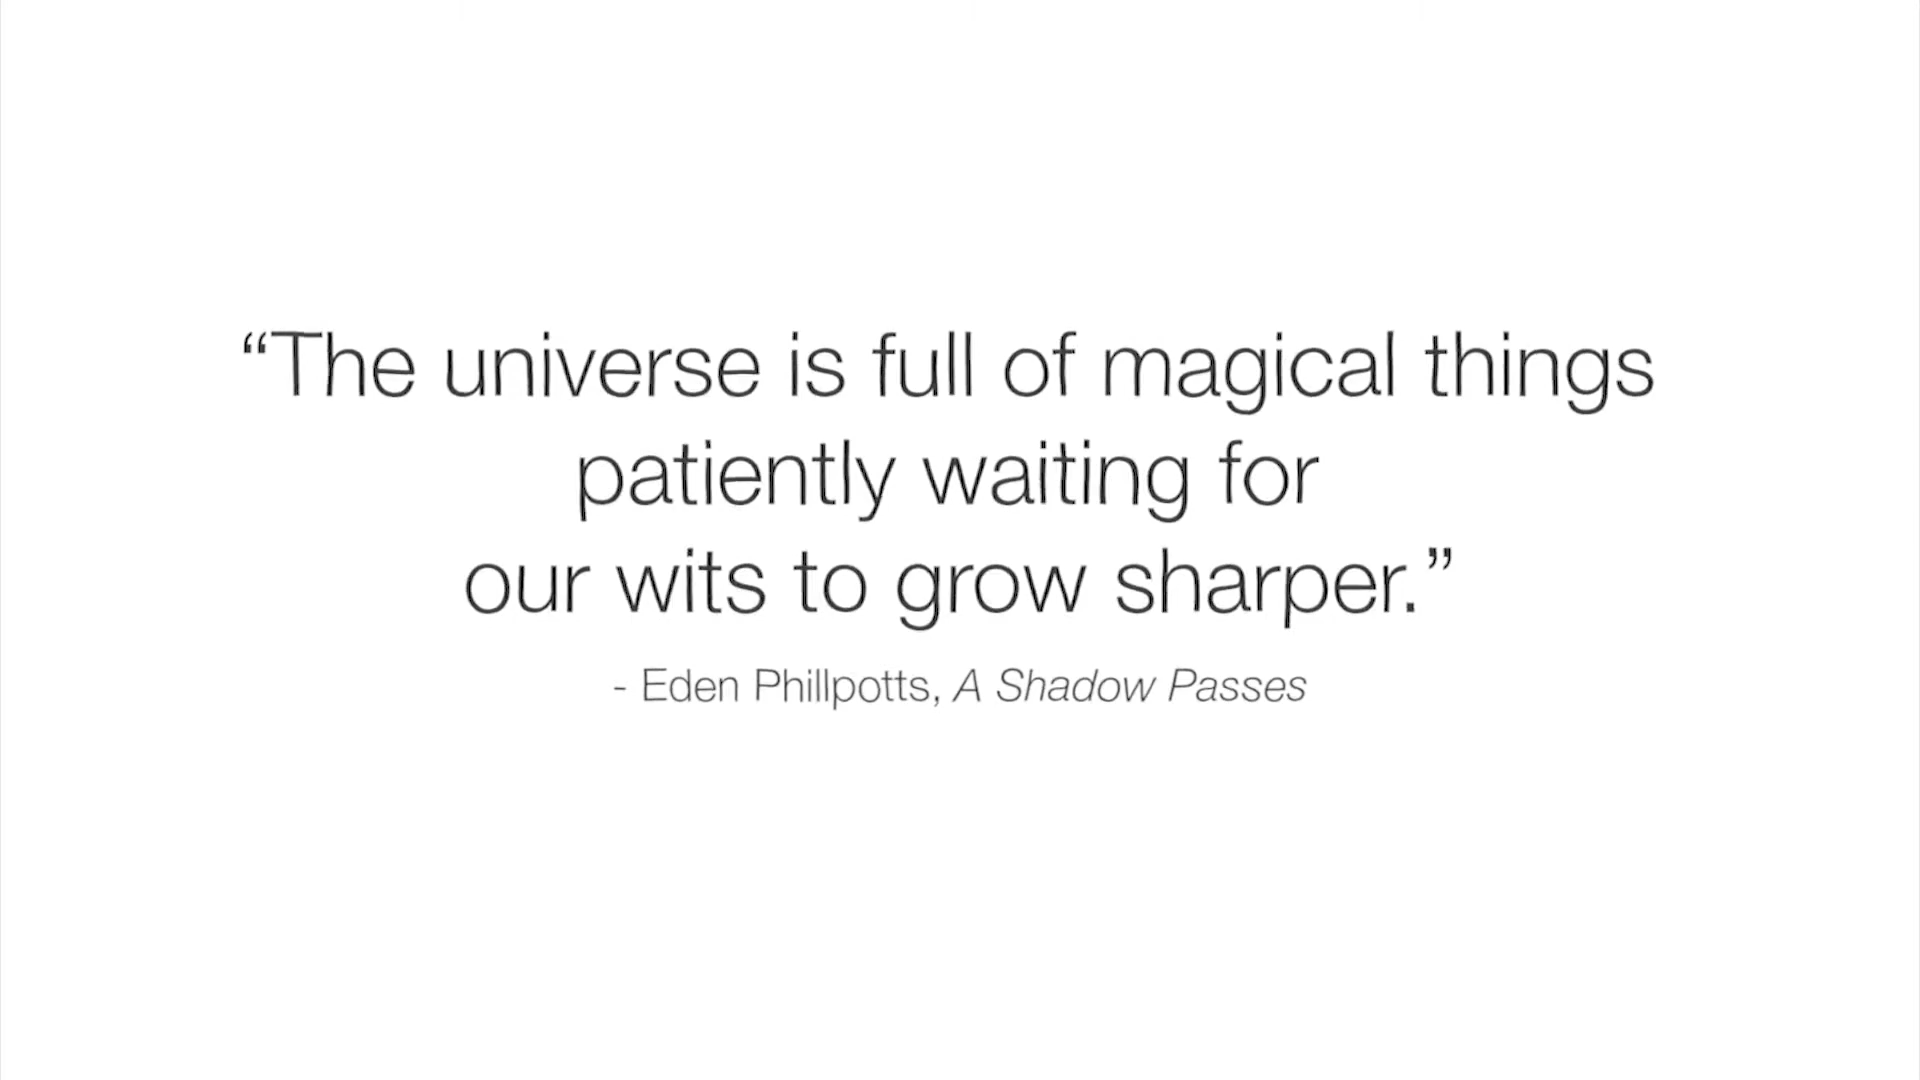 “The universe is full of magical things
patiently waiting for
our wits to grow sharper.”
- Eden Phillpotts, A Shadow Passes